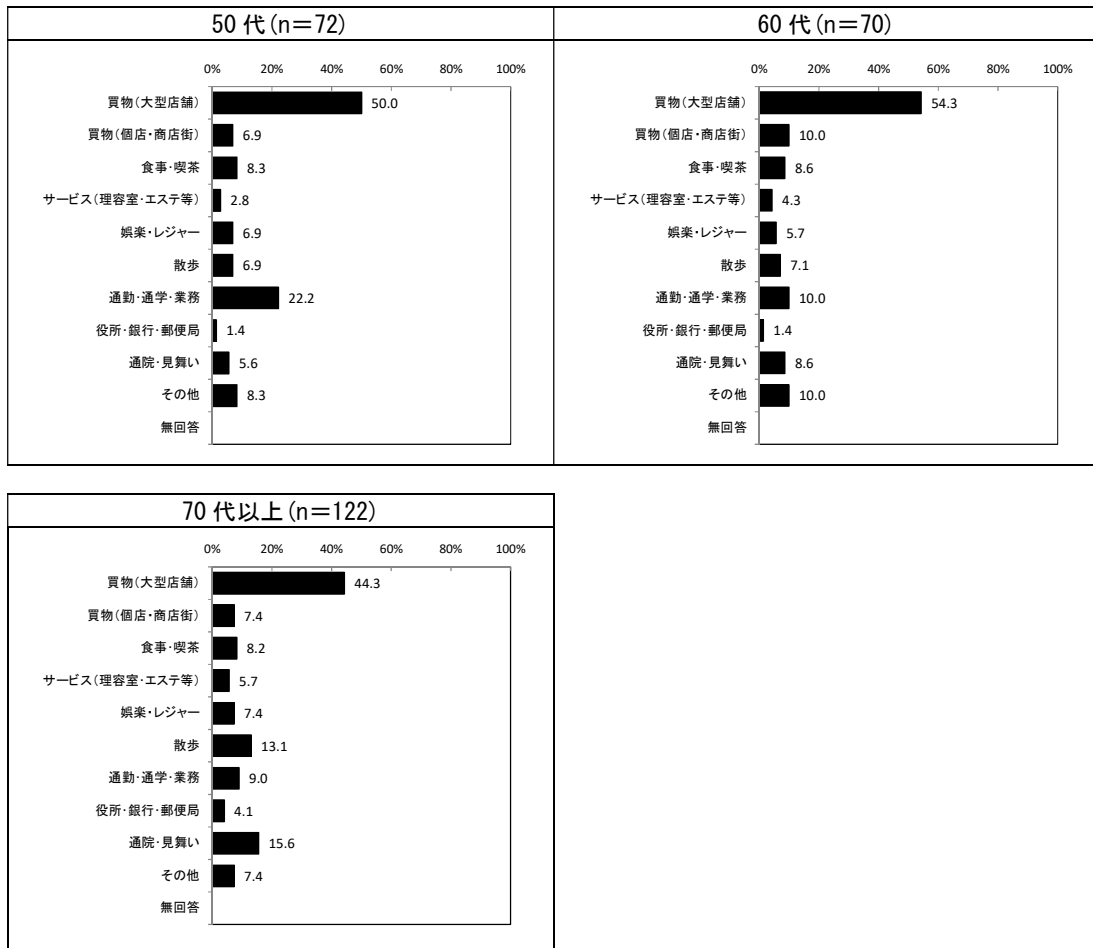 50 代(n=72)
0% 20% 40% 60% 80% 100%
買物(大型店舗) 50.0
買物(個店・商店街) 6.9
食事・喫茶 8.3
サービス(理容室・エステ等) 2.8
娯楽・レジャー 6.9
散歩 6.9
通勤・通学・業務 22.2
役所・銀行・郵便局 1.4
通院・見舞い 5.6
その他 8.3
無回答
60 代(n=70)
0% 20% 40% 60% 80% 100%
買物(大型店舗) 54.3
買物(個店・商店街) 10.0
食事・喫茶 8.6
サービス(理容室・エステ等) 4.3
娯楽・レジャー 5.7
散歩 7.1
通勤・通学・業務 10.0
役所・銀行・郵便局 1.4
通院・見舞い 8.6
その他 10.0
無回答
70 代以上(n=122)
0% 20% 40% 60% 80% 100%
買物(大型店舗) 44.3
買物(個店・商店街) 7.4
食事・喫茶 8.2
サービス(理容室・エステ等) 5.7
娯楽・レジャー 7.4
散歩 13.1
通勤・通学・業務 9.0
役所・銀行・郵便局 4.1
通院・見舞い 15.6
その他 7.4
無回答